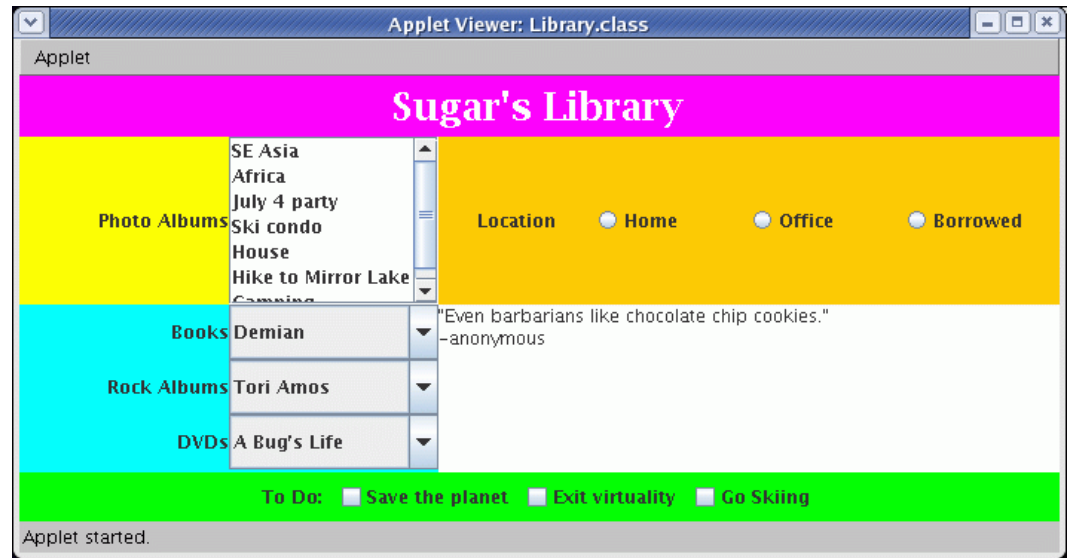 Applet Viewer: Library.class
Applet
Sugar's Library
Photo Albums
SE Asia
Africa
July 4 party
Ski condo
House
Hike to Mirror Lake
Camping
Location
Home
Office
Borrowed
Books
Demian
Rock Albums
Tori Amos
DVDs
A Bug's Life
"Even barbarians like chocolate chip cookies."
-anonymous
To Do:
Save the planet
Exit virtuality
Go Skiing
Applet started.